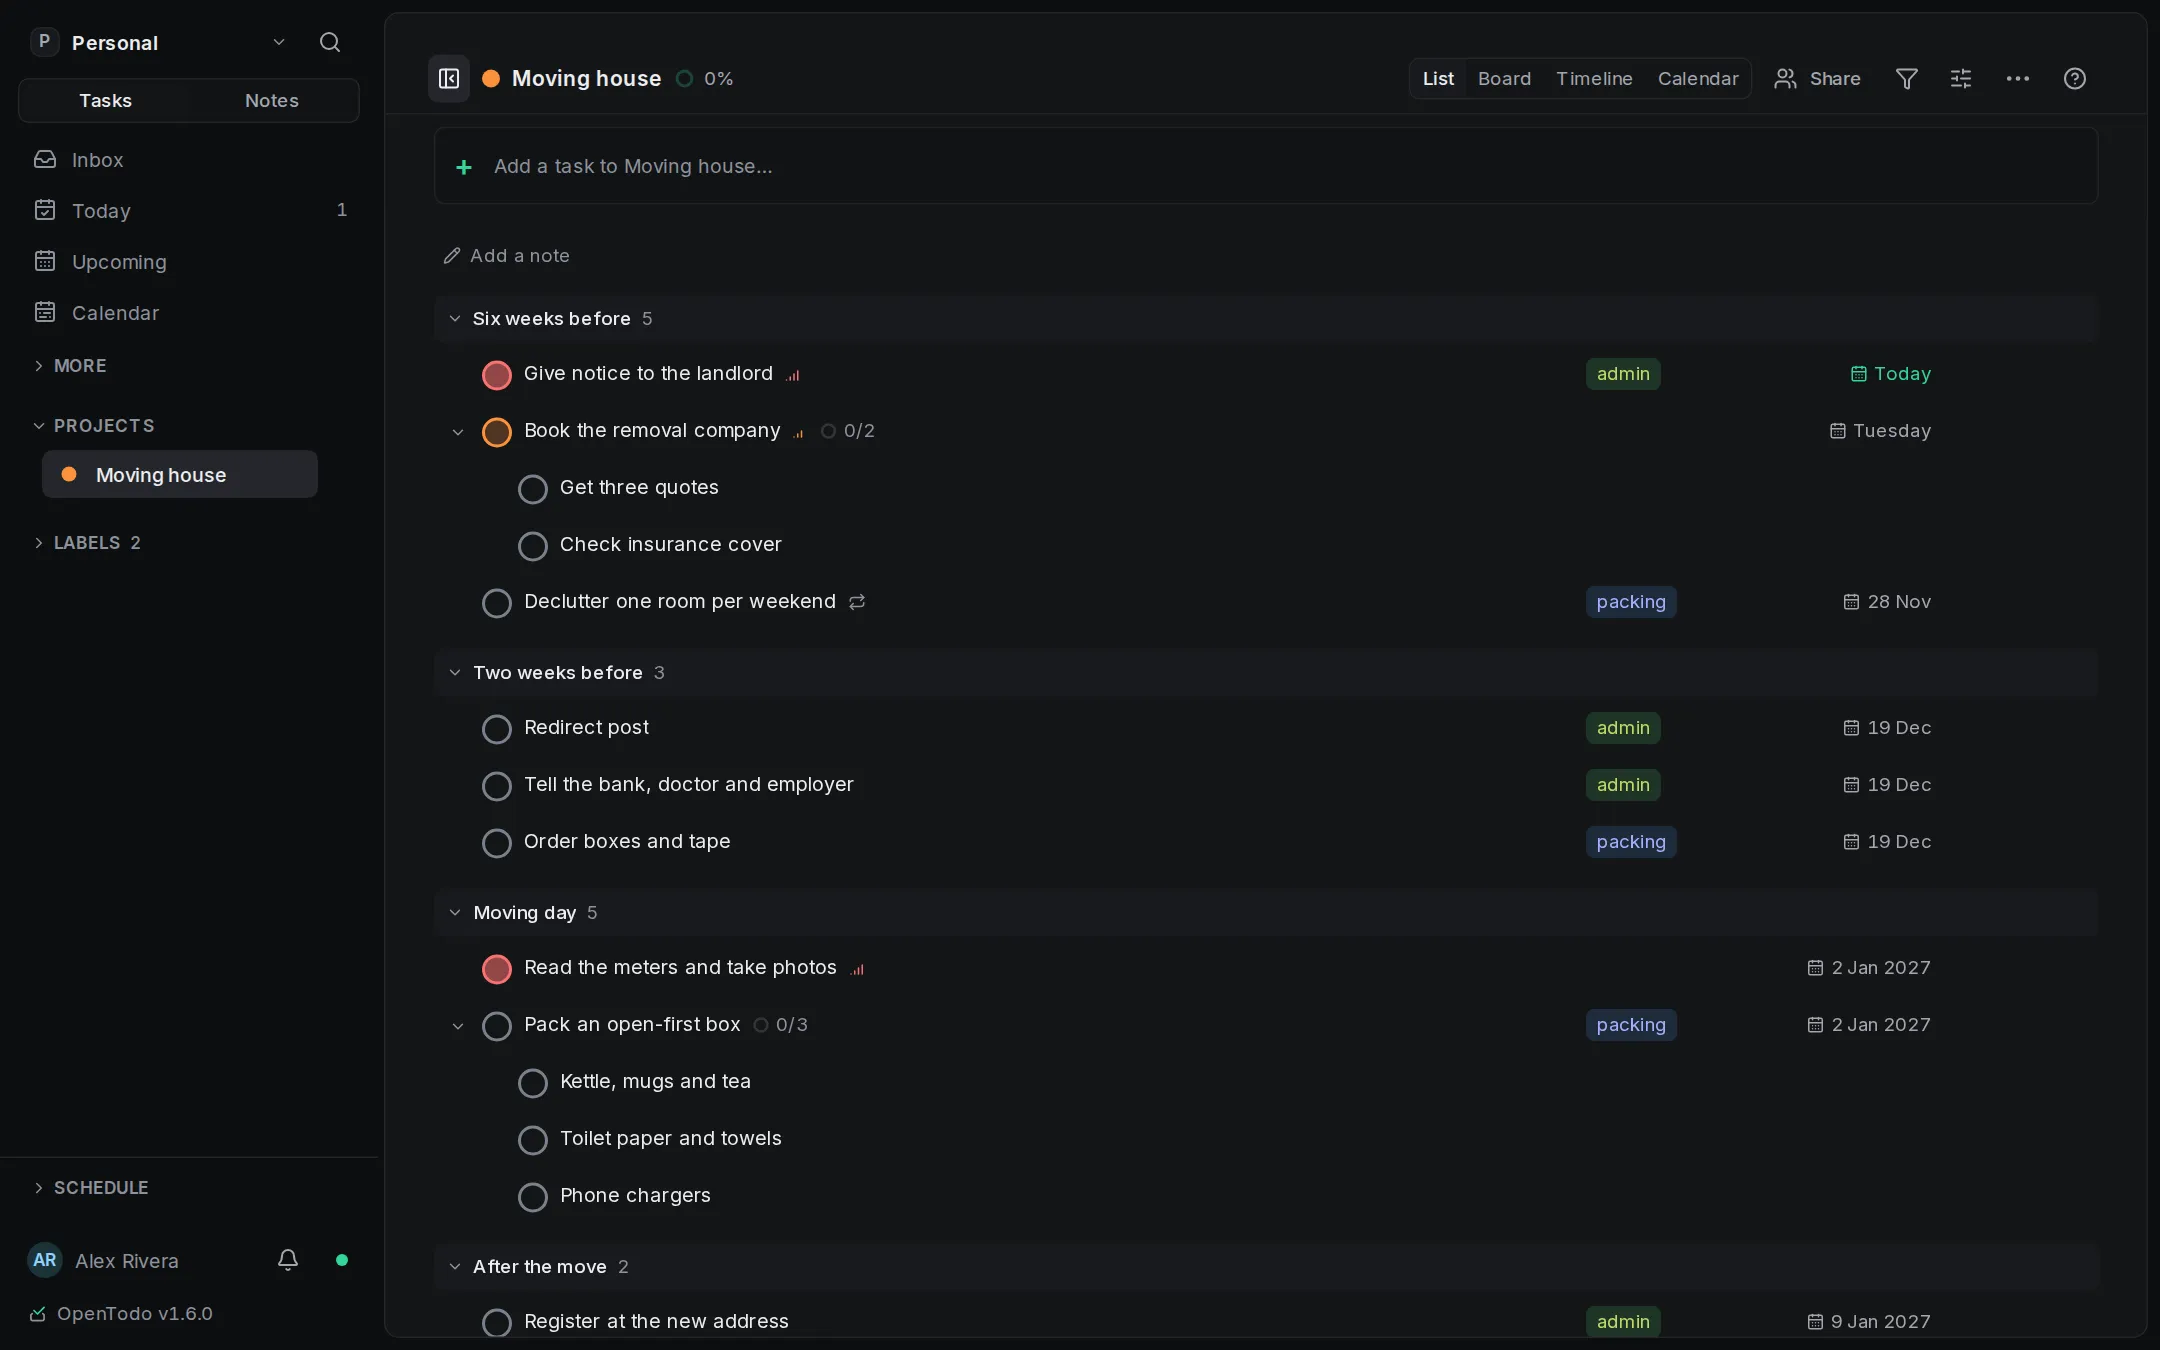 P Personal
Tasks Notes
Inbox
Today 1
Upcoming
Calendar
MORE
PROJECTS
Moving house
LABELS 2
SCHEDULE
AR Alex Rivera
OpenTodo v1.6.0
Moving house 0%
List Board Timeline Calendar Share
+ Add a task to Moving house...
Add a note
Six weeks before 5
Give notice to the landlord admin Today
Book the removal company 0/2 Tuesday
Get three quotes
Check insurance cover
Declutter one room per weekend packing 28 Nov
Two weeks before 3
Redirect post admin 19 Dec
Tell the bank, doctor and employer admin 19 Dec
Order boxes and tape packing 19 Dec
Moving day 5
Read the meters and take photos 2 Jan 2027
Pack an open-first box 0/3 packing 2 Jan 2027
Kettle, mugs and tea
Toilet paper and towels
Phone chargers
After the move 2
Register at the new address admin 9 Jan 2027